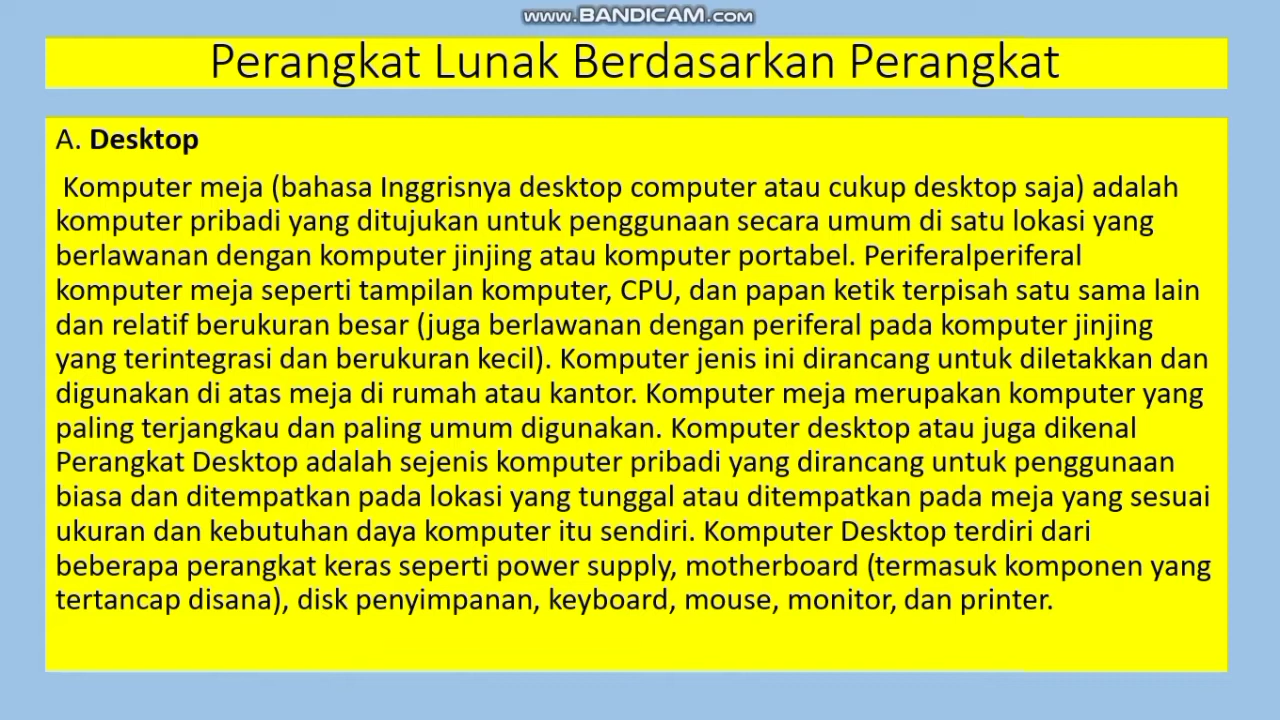 www.BANDICAM.com
Perangkat Lunak Berdasarkan Perangkat
A. Desktop
Komputer meja (bahasa Inggrisnya desktop computer atau cukup desktop saja) adalah
komputer pribadi yang ditujukan untuk penggunaan secara umum di satu lokasi yang
berlawanan dengan komputer jinjing atau komputer portabel. Periferalperiferal
komputer meja seperti tampilan komputer, CPU, dan papan ketik terpisah satu sama lain
dan relatif berukuran besar (juga berlawanan dengan periferal pada komputer jinjing
yang terintegrasi dan berukuran kecil). Komputer jenis ini dirancang untuk diletakkan dan
digunakan di atas meja di rumah atau kantor. Komputer meja merupakan komputer yang
paling terjangkau dan paling umum digunakan. Komputer desktop atau juga dikenal
Perangkat Desktop adalah sejenis komputer pribadi yang dirancang untuk penggunaan
biasa dan ditempatkan pada lokasi yang tunggal atau ditempatkan pada meja yang sesuai
ukuran dan kebutuhan daya komputer itu sendiri. Komputer Desktop terdiri dari
beberapa perangkat keras seperti power supply, motherboard (termasuk komponen yang
tertancap disana), disk penyimpanan, keyboard, mouse, monitor, dan printer.